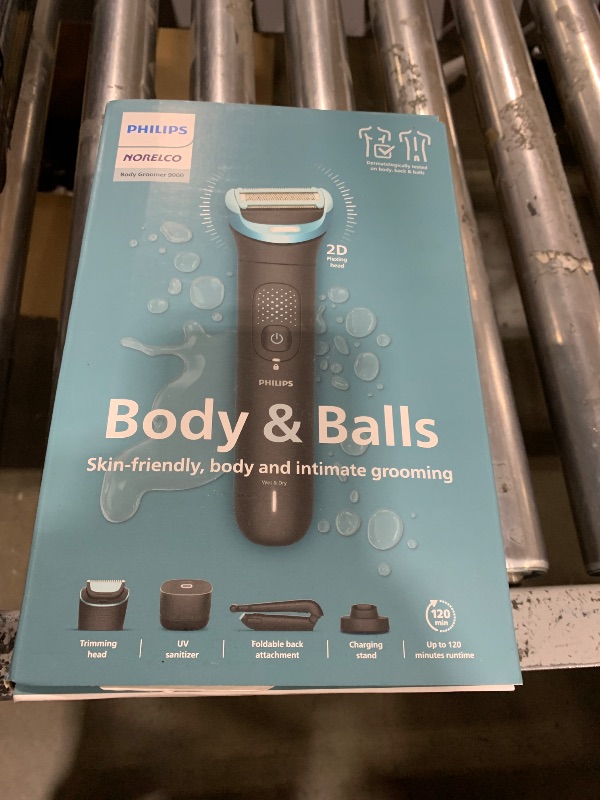 PHILIPS
NORELCO
Body Groomer 9000
Dermatologically tested
on body, back & balls
2D
Flexing
head
PHILIPS
Body & Balls
Skin-friendly, body and intimate grooming
Wet & Dry
Trimming
head
UV
sanitizer
Foldable back
attachment
Charging
stand
120
min
Up to 120
minutes runtime